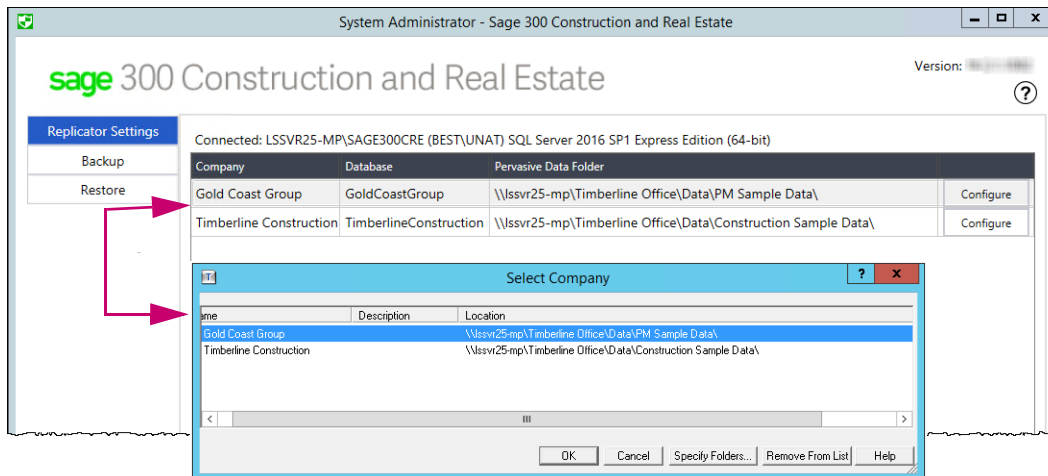 System Administrator - Sage 300 Construction and Real Estate
sage 300 Construction and Real Estate
Version:
Replicator Settings
Backup
Restore
Connected: LSSVR25-MP\SAGE300CRE (BEST\UNAT) SQL Server 2016 SP1 Express Edition (64-bit)
Company Database Pervasive Data Folder
Gold Coast Group GoldCoastGroup \\lssvr25-mp\Timberline Office\Data\PM Sample Data\ Configure
Timberline Construction TimberlineConstruction \\lssvr25-mp\Timberline Office\Data\Construction Sample Data\ Configure
Select Company
ame Description Location
Gold Coast Group \\lssvr25-mp\Timberline Office\Data\PM Sample Data\
Timberline Construction \\lssvr25-mp\Timberline Office\Data\Construction Sample Data\
OK Cancel Specify Folders... Remove From List Help